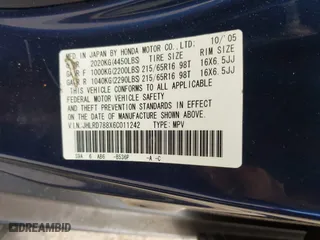 MFD. IN JAPAN BY HONDA MOTOR CO., LTD. 10/'05
2020KG(4450LBS TIRE SIZE RIM SIZE
GAWR F 1000KG(2200LBS 215/65R16 98T 16X6.5JJ
GAWR R 1040KG(2290LBS 215/65R16 98T 16X6.5JJ
THIS VEHICLE CONFORMS TO ALL APPLICABLE
FEDERAL MOTOR VEHICLE SAFETY AND THEFT
PREVENTION STANDARDS IN EFFECT ON THE
DATE OF MANUFACTURE SHOWN ABOVE.
V.I.N:JHLRD788X6C011242 TYPE: MPV
-A -C